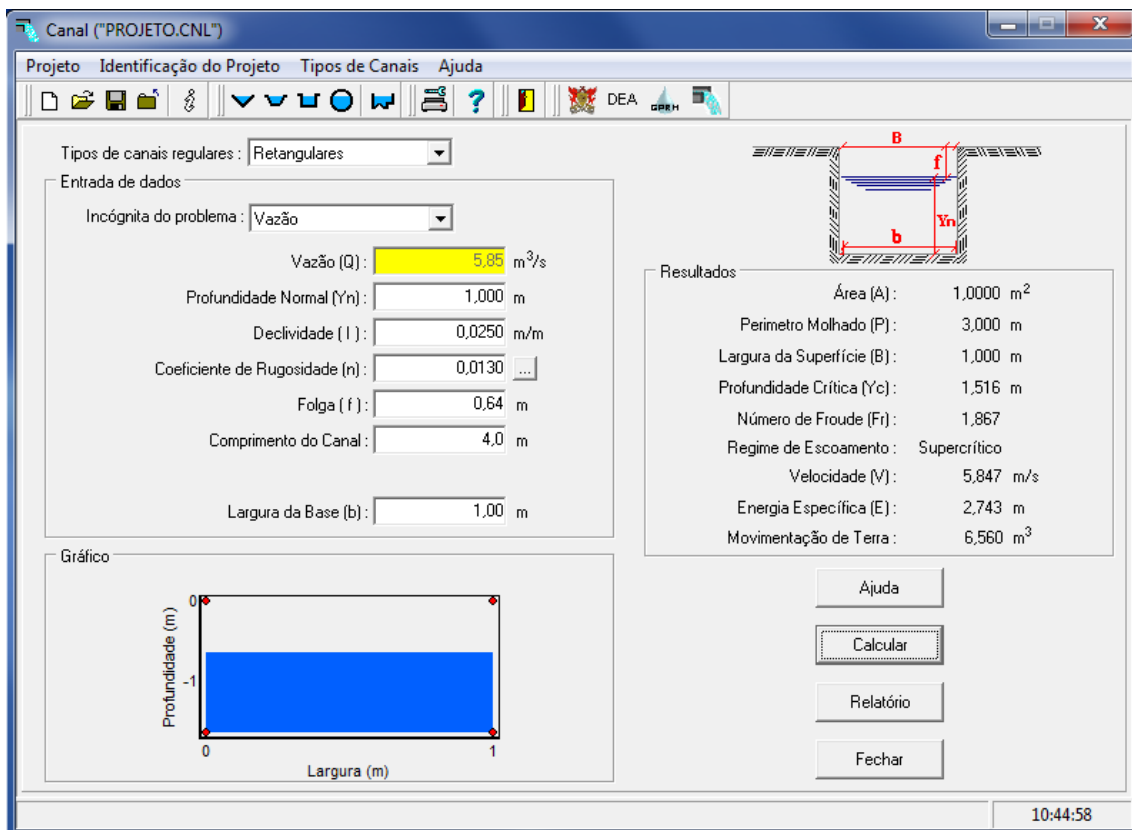 Canal ("PROJETO.CNL")
Projeto Identificação do Projeto Tipos de Canais Ajuda
DEA GPRH
Tipos de canais regulares : Retangulares
Entrada de dados
Incógnita do problema : Vazão
Vazão (Q) : 5,85 m³/s
Profundidade Normal (Yn) : 1,000 m
Declividade ( I ) : 0,0250 m/m
Coeficiente de Rugosidade (n) : 0,0130 ...
Folga ( f ) : 0,64 m
Comprimento do Canal : 4,0 m
Largura da Base (b) : 1,00 m
B
f
Yn
b
Resultados
Área (A) : 1,0000 m²
Perimetro Molhado (P) : 3,000 m
Largura da Superfície (B) : 1,000 m
Profundidade Crítica (Yc) : 1,516 m
Número de Froude (Fr) : 1,867
Regime de Escoamento : Supercrítico
Velocidade (V) : 5,847 m/s
Energia Específica (E) : 2,743 m
Movimentação de Terra : 6,560 m³
Gráfico
Profundidade (m)
0
-1
0 1
Largura (m)
Ajuda
Calcular
Relatório
Fechar
10:44:58